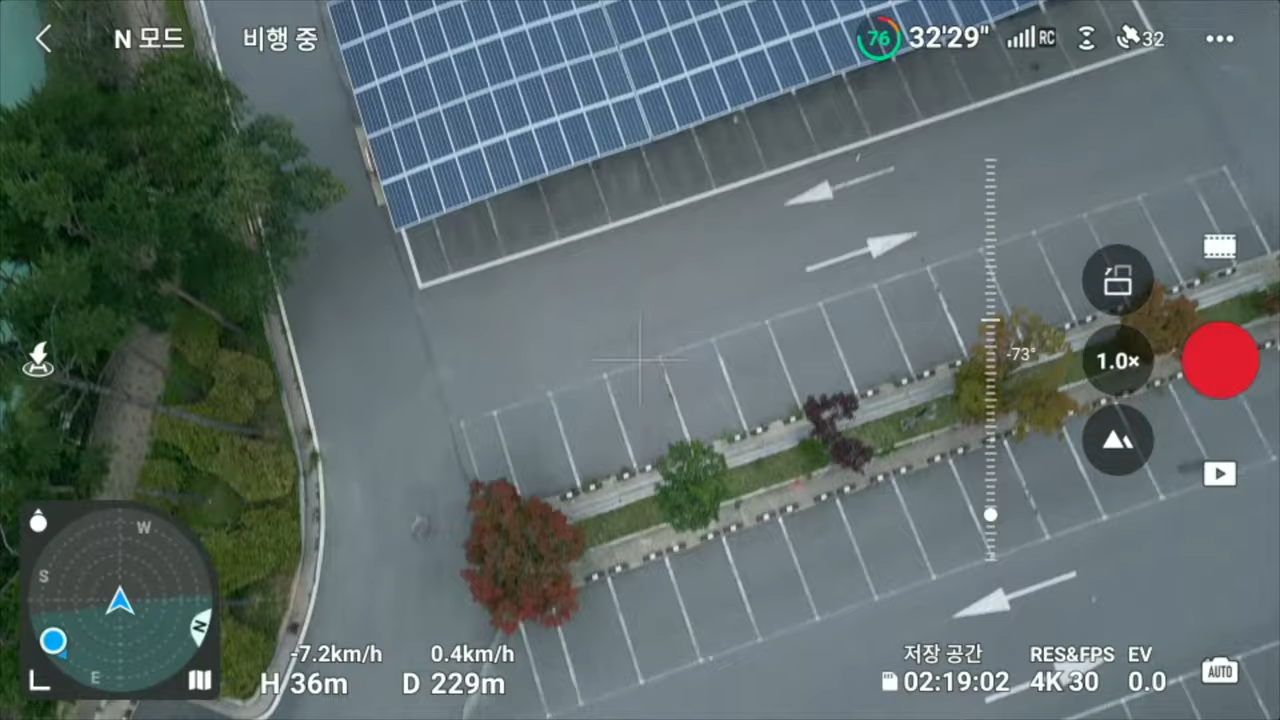 N 모드
비행 중
76
32'29"
RC
32
-73°
1.0×
W
S
N
E
-7.2km/h
0.4km/h
H 36m
D 229m
저장 공간
RES&FPS
EV
02:19:02
4K 30
0.0
AUTO